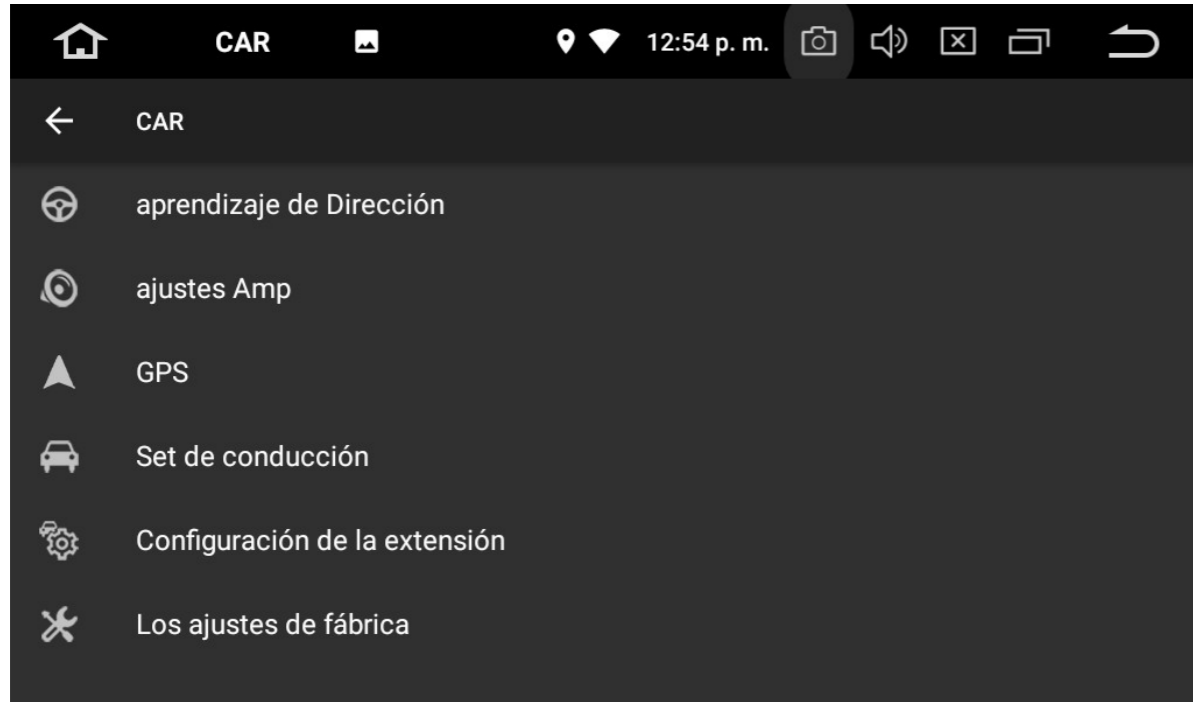 CAR 12:54 p. m.
CAR
aprendizaje de Dirección
ajustes Amp
GPS
Set de conducción
Configuración de la extensión
Los ajustes de fábrica